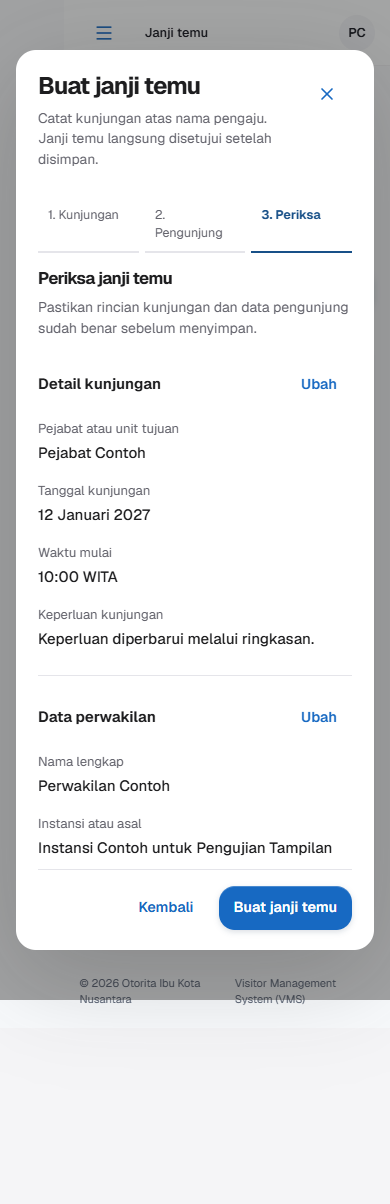 Janji temu
PC
Buat janji temu
Catat kunjungan atas nama pengaju.
Janji temu langsung disetujui setelah
disimpan.
1. Kunjungan
2.
Pengunjung
3. Periksa
Periksa janji temu
Pastikan rincian kunjungan dan data pengunjung
sudah benar sebelum menyimpan.
Detail kunjungan
Ubah
Pejabat atau unit tujuan
Pejabat Contoh
Tanggal kunjungan
12 Januari 2027
Waktu mulai
10:00 WITA
Keperluan kunjungan
Keperluan diperbarui melalui ringkasan.
Data perwakilan
Ubah
Nama lengkap
Perwakilan Contoh
Instansi atau asal
Instansi Contoh untuk Pengujian Tampilan
Kembali
Buat janji temu
© 2026 Otorita Ibu Kota
Nusantara
Visitor Management
System (VMS)